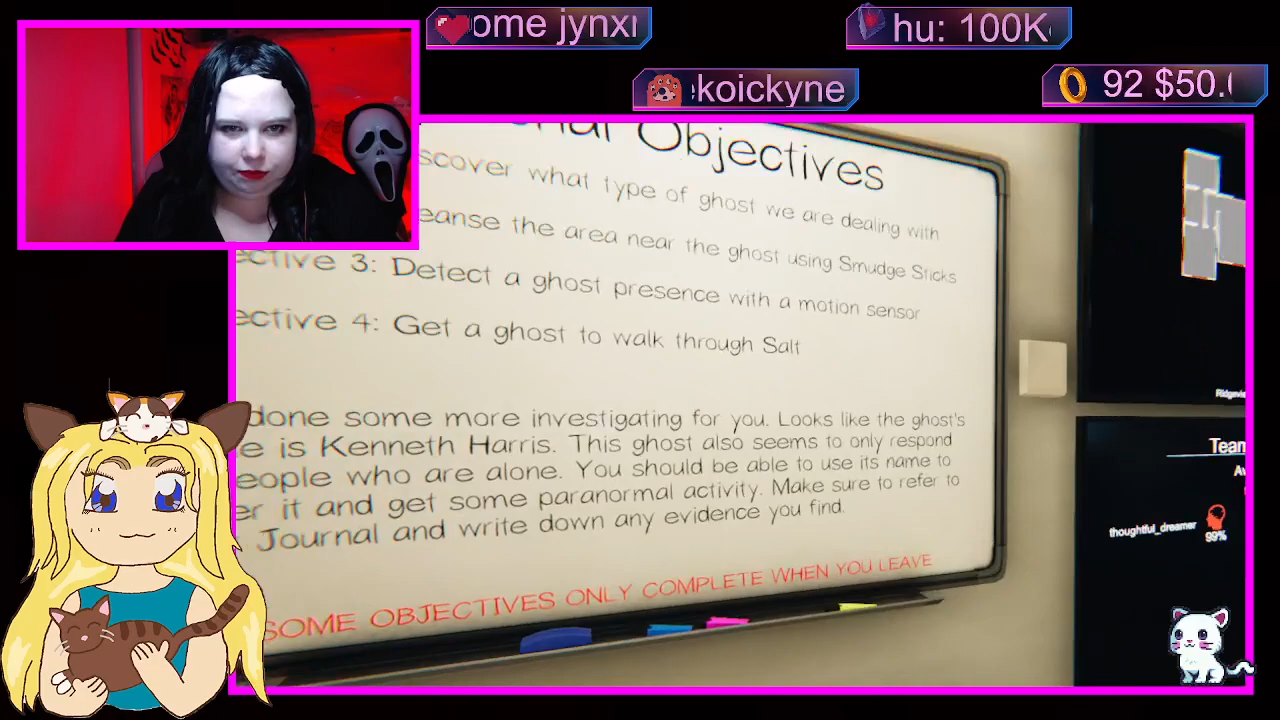 ome jynx
hu: 100K
koickyne
92 $50.
Objectives
scover what type of ghost we are dealing with
eanse the area near the ghost using Smudge Sticks
ective 3: Detect a ghost presence with a motion sensor
ective 4: Get a ghost to walk through Salt
done some more investigating for you. Looks like the ghost's
e is Kenneth Harris. This ghost also seems to only respond
eople who are alone. You should be able to use its name to
er it and get some paranormal activity. Make sure to refer to
Journal and write down any evidence you find.
SOME OBJECTIVES ONLY COMPLETE WHEN YOU LEAVE
Ridgevie
Team
thoughtful_dreamer
99%